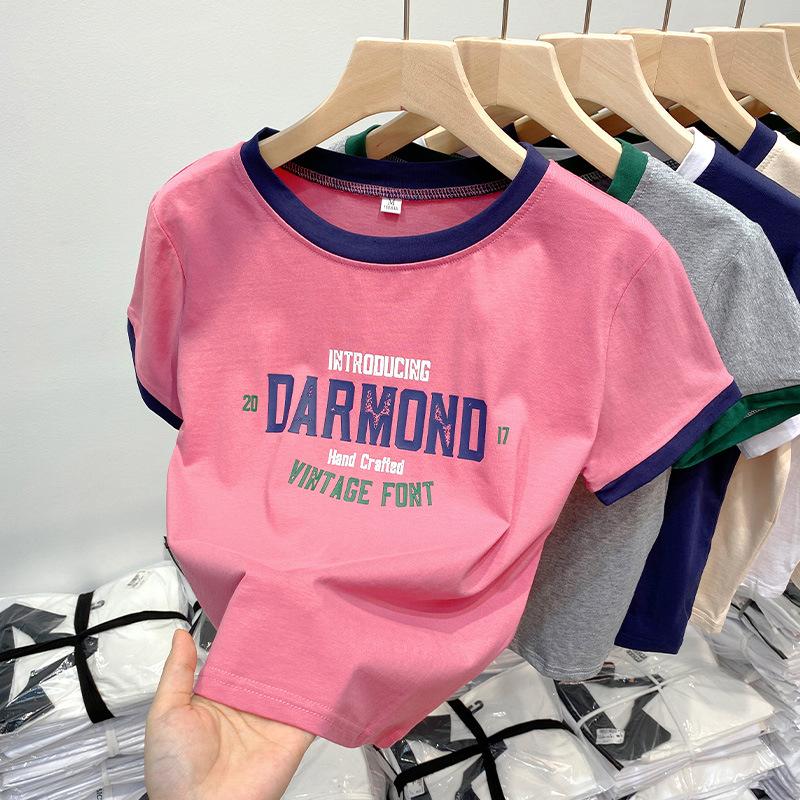 M
INTRODUCING
20 DARMOND 17
Hand Crafted
VINTAGE FONT